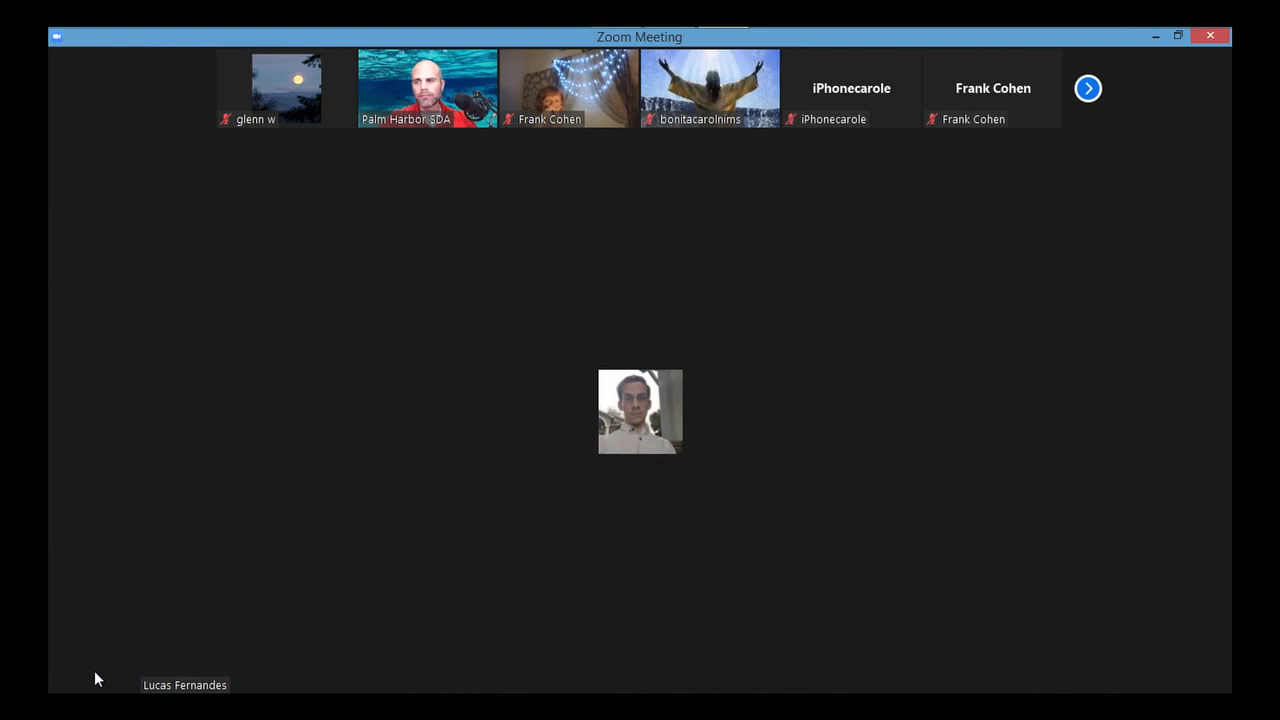 Zoom Meeting
glenn w
Palm Harbor SDA
Frank Cohen
bonitacarolnims
iPhonecarole
iPhonecarole
Frank Cohen
Frank Cohen
Lucas Fernandes